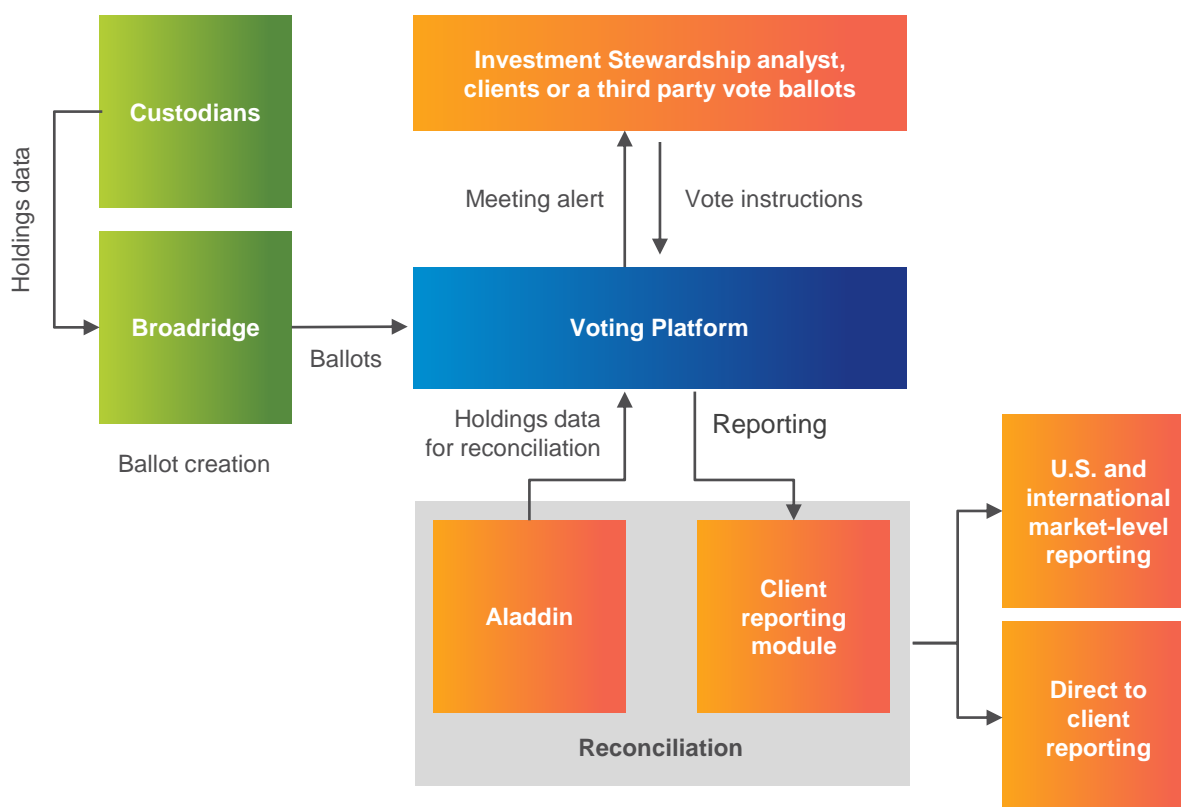 Custodians
Holdings data
Broadridge
Ballot creation
Ballots
Investment Stewardship analyst,
clients or a third party vote ballots
Meeting alert
Vote instructions
Voting Platform
Holdings data
for reconciliation
Reporting
Aladdin
Client
reporting
module
Reconciliation
U.S. and
international
market-level
reporting
Direct to
client
reporting